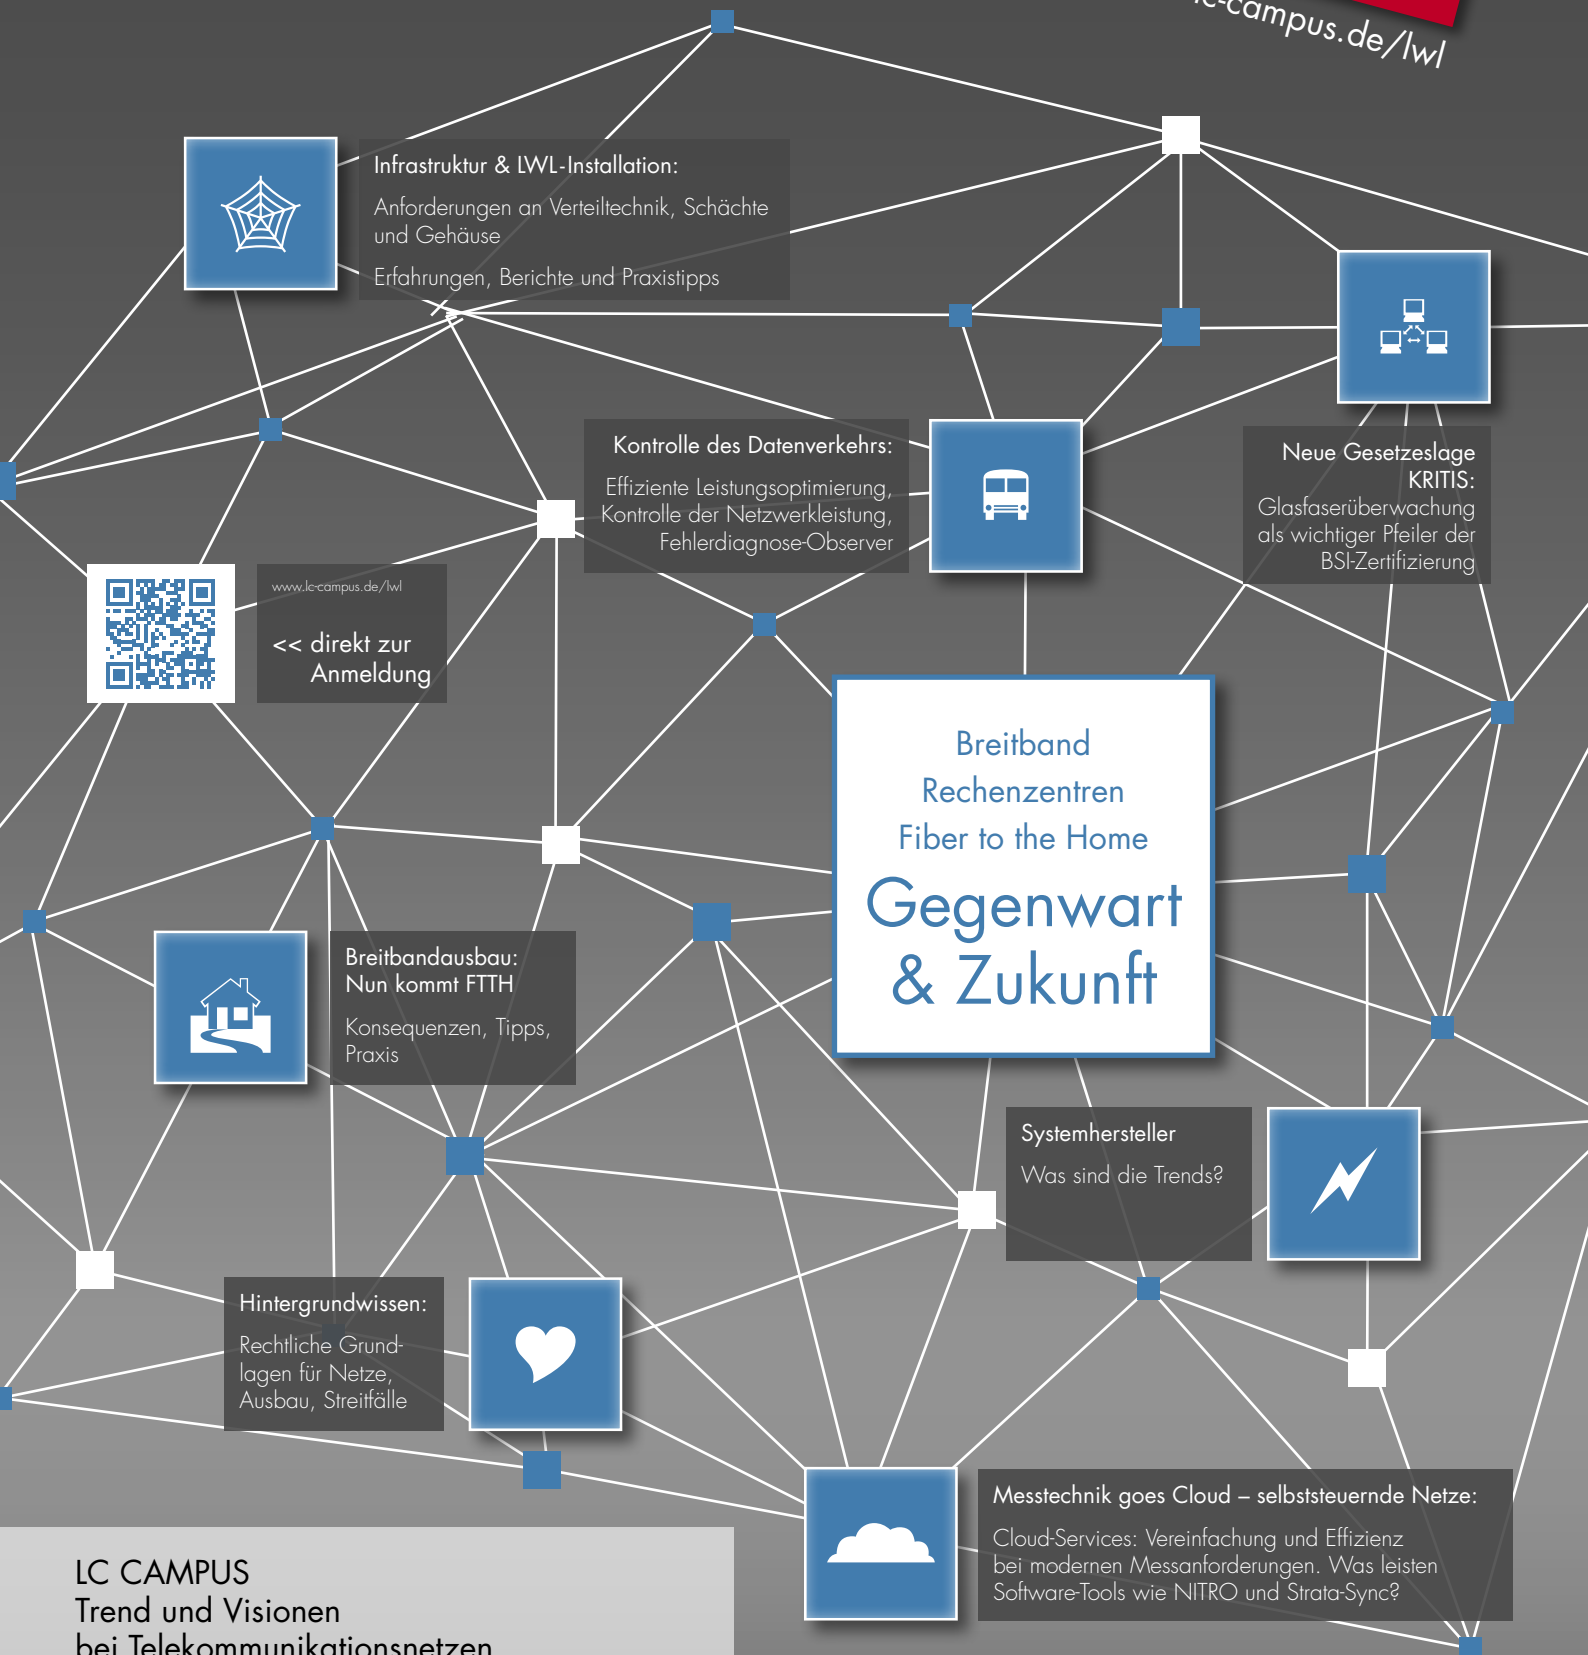 lc-campus.de/lwl
Infrastruktur & LWL-Installation:
Anforderungen an Verteiltechnik, Schächte
und Gehäuse
Erfahrungen, Berichte und Praxistipps
Kontrolle des Datenverkehrs:
Effiziente Leistungsoptimierung,
Kontrolle der Netzwerkleistung,
Fehlerdiagnose-Observer
Neue Gesetzeslage
KRITIS:
Glasfaserüberwachung
als wichtiger Pfeiler der
BSI-Zertifizierung
www.lc-campus.de/lwl
<< direkt zur
Anmeldung
Breitband
Rechenzentren
Fiber to the Home
Gegenwart
& Zukunft
Breitbandausbau:
Nun kommt FTTH
Konsequenzen, Tipps,
Praxis
Systemhersteller
Was sind die Trends?
Hintergrundwissen:
Rechtliche Grund-
lagen für Netze,
Ausbau, Streitfälle
Messtechnik goes Cloud – selbststeuernde Netze:
Cloud-Services: Vereinfachung und Effizienz
bei modernen Messanforderungen. Was leisten
Software-Tools wie NITRO und Strata-Sync?
LC CAMPUS
Trend und Visionen
bei Telekommunikationsnetzen